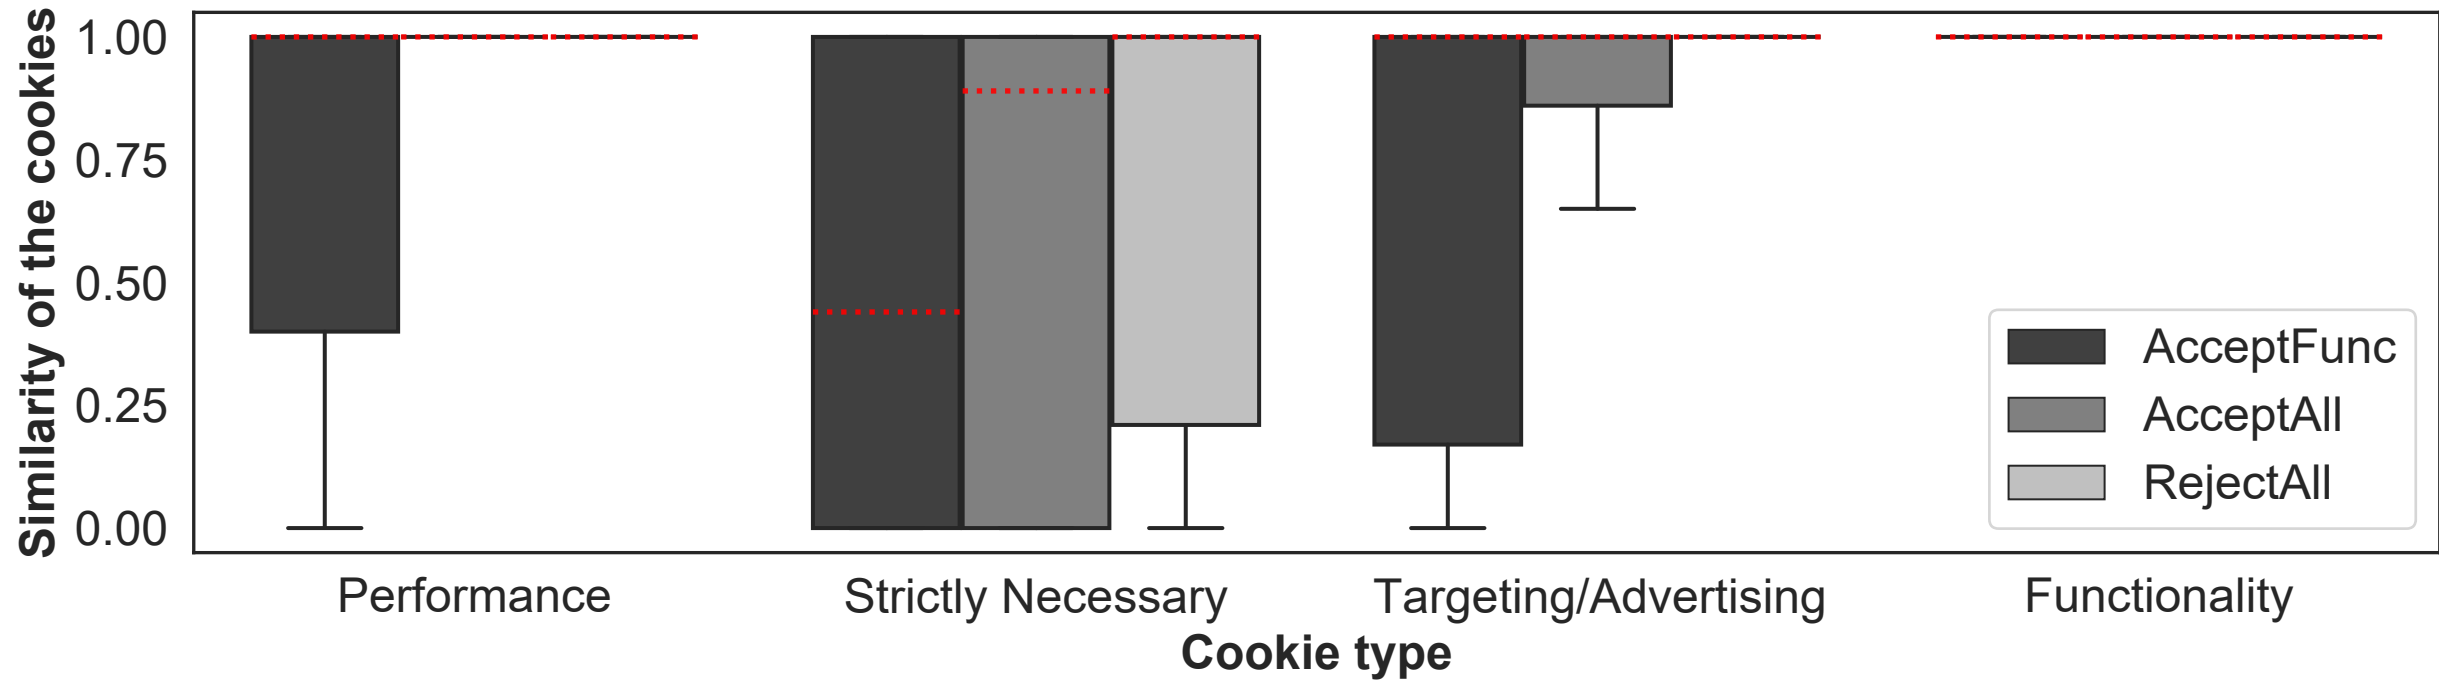 Similarity of the cookies
1.00
0.75
0.50
0.25
0.00
AcceptFunc
AcceptAll
RejectAll
Performance
Strictly Necessary
Targeting/Advertising
Functionality
Cookie type